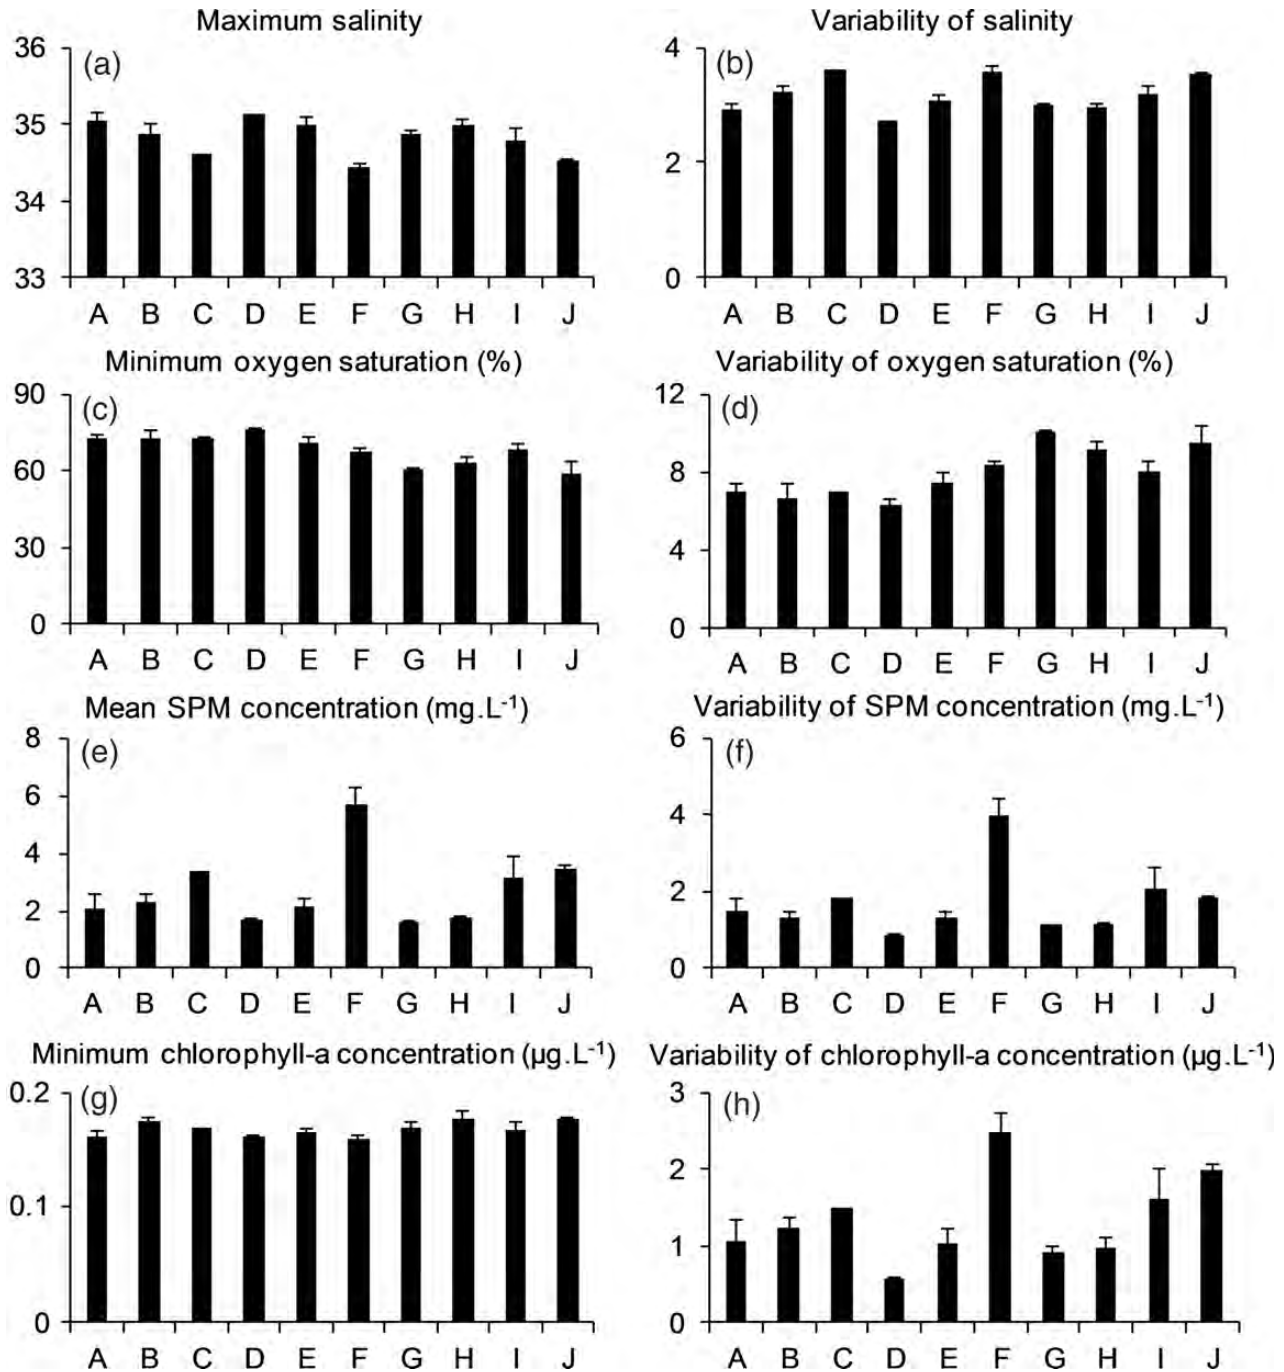 Maximum salinity
(a)
36
35
34
33
A B C D E F G H I J
Variability of salinity
(b)
4
2
0
A B C D E F G H I J
Minimum oxygen saturation (%)
(c)
90
60
30
0
A B C D E F G H I J
Variability of oxygen saturation (%)
(d)
12
8
4
0
A B C D E F G H I J
Mean SPM concentration (mg.L⁻¹)
(e)
8
6
4
2
0
A B C D E F G H I J
Variability of SPM concentration (mg.L⁻¹)
(f)
6
4
2
0
A B C D E F G H I J
Minimum chlorophyll-a concentration (µg.L⁻¹)
(g)
0.2
0.1
0
A B C D E F G H I J
Variability of chlorophyll-a concentration (µg.L⁻¹)
(h)
3
2
1
0
A B C D E F G H I J